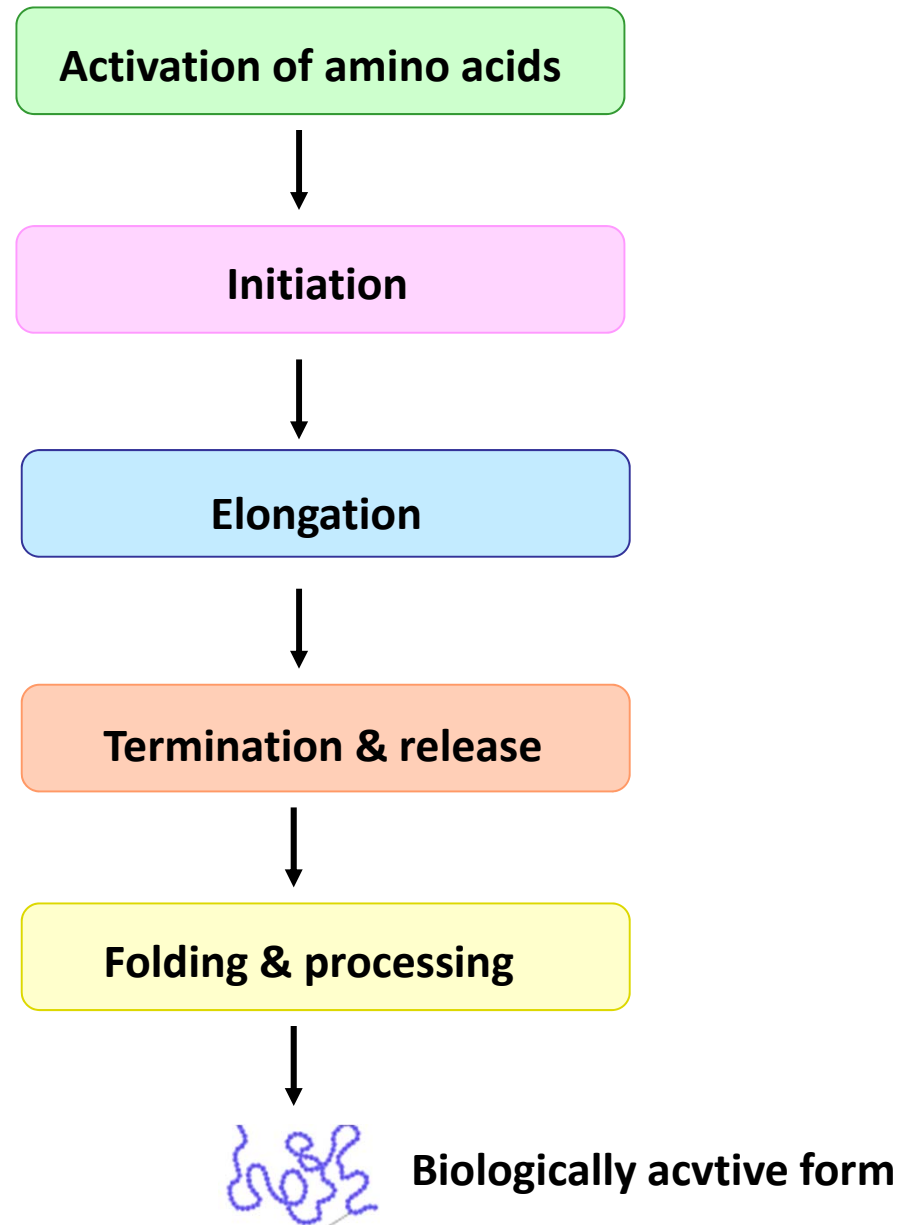 Activation of amino acids
Initiation
Elongation
Termination & release
Folding & processing
Biologically acvtive form